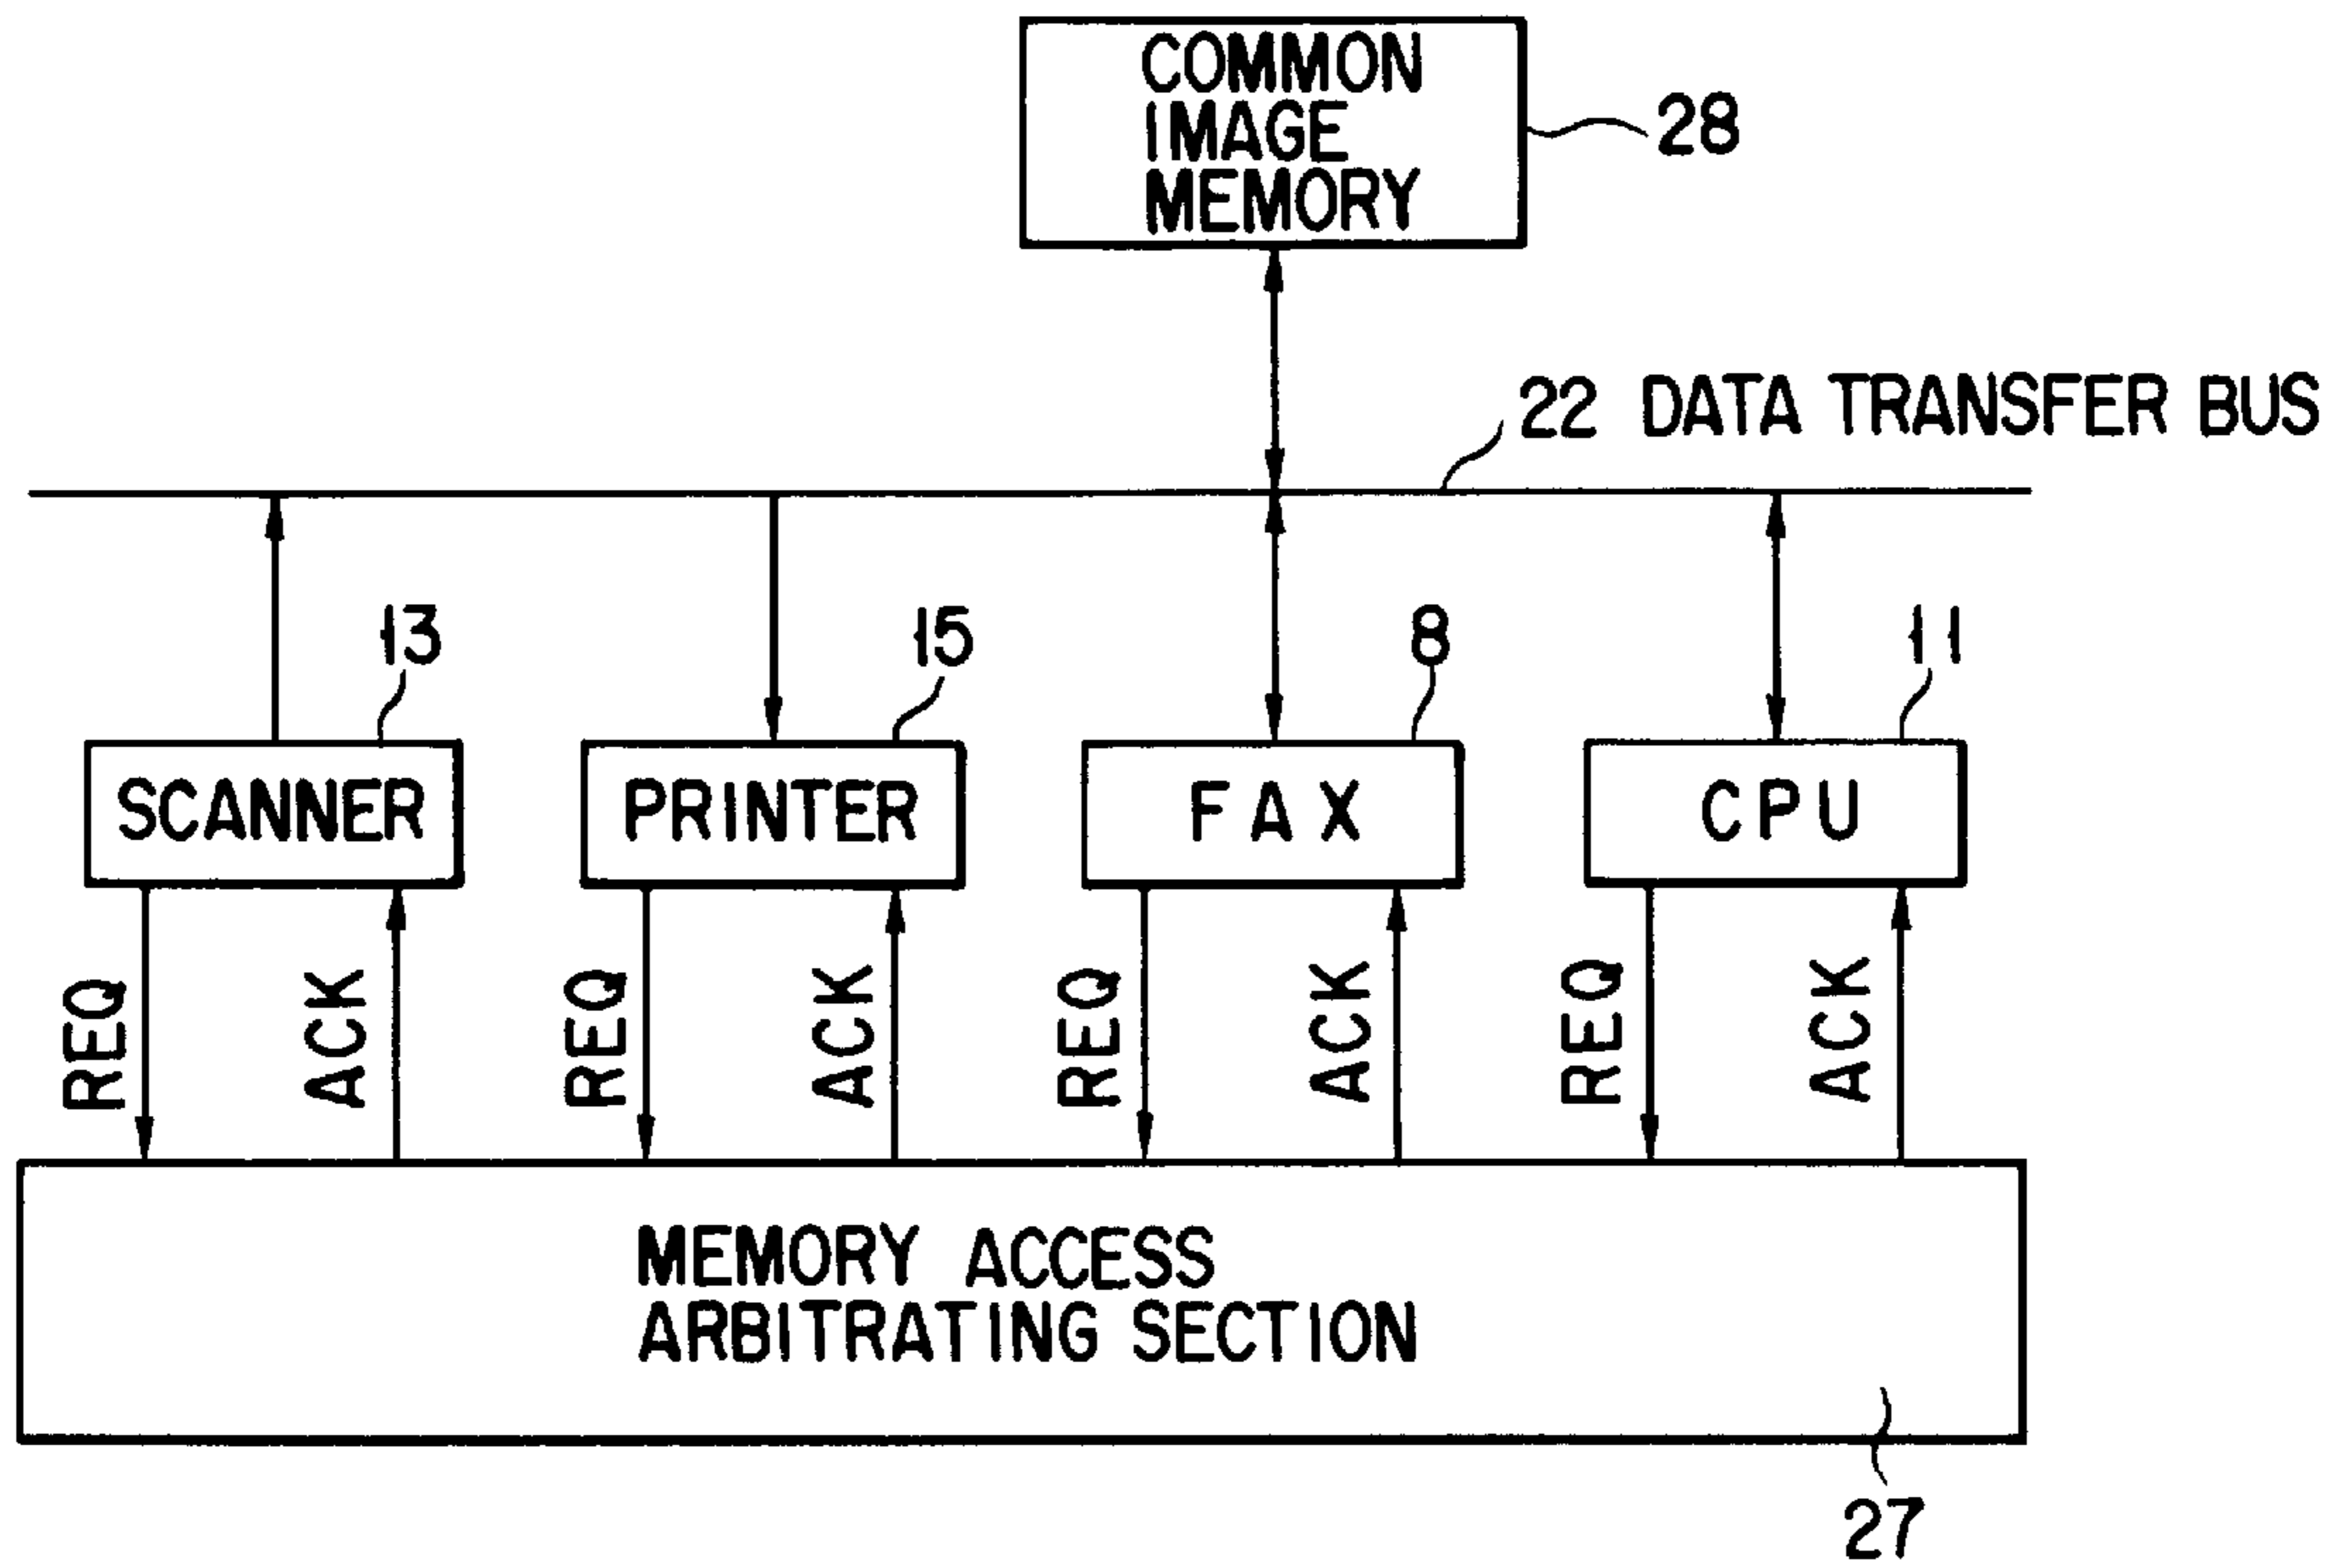 COMMON
IMAGE
MEMORY
28
22 DATA TRANSFER BUS
13
15
8
11
SCANNER
PRINTER
FAX
CPU
REQ
ACK
REQ
ACK
REQ
ACK
REQ
ACK
MEMORY ACCESS
ARBITRATING SECTION
27